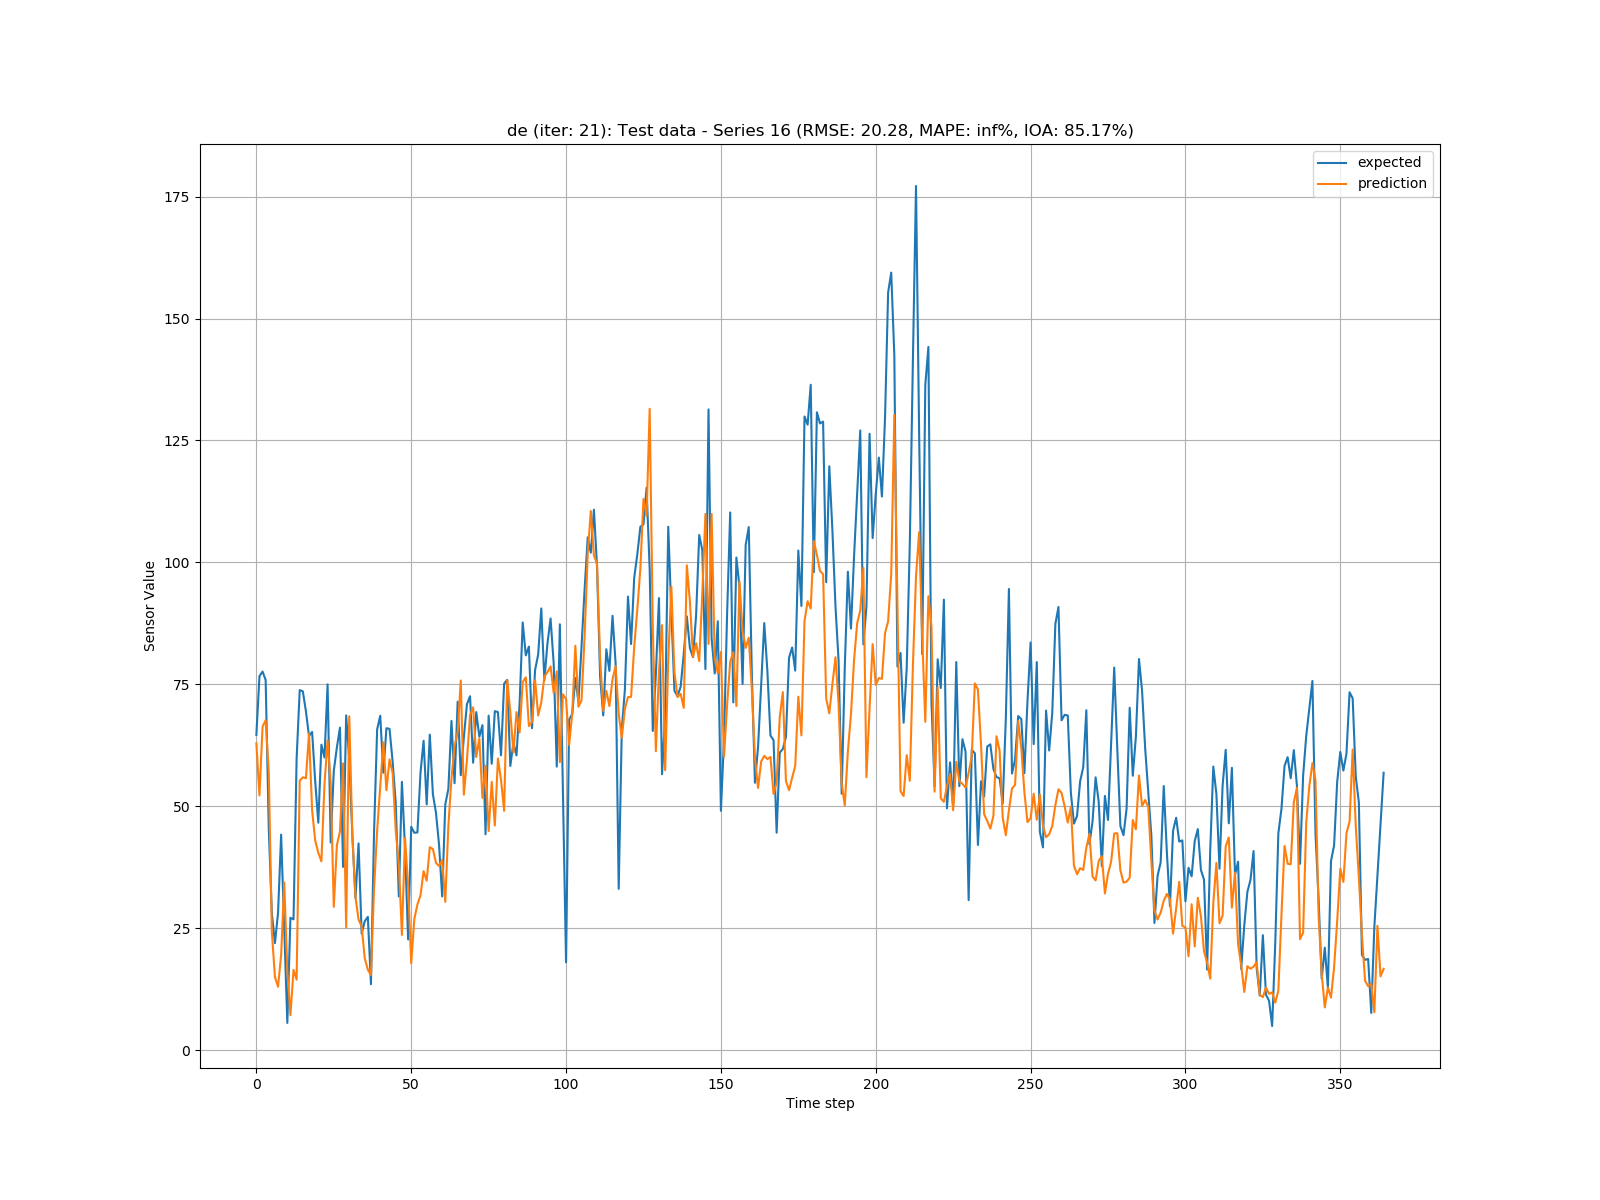 de (iter: 21): Test data - Series 16 (RMSE: 20.28, MAPE: inf%, IOA: 85.17%)
expected
prediction
175
150
125
100
75
50
25
0
Sensor Value
0 50 100 150 200 250 300 350
Time step